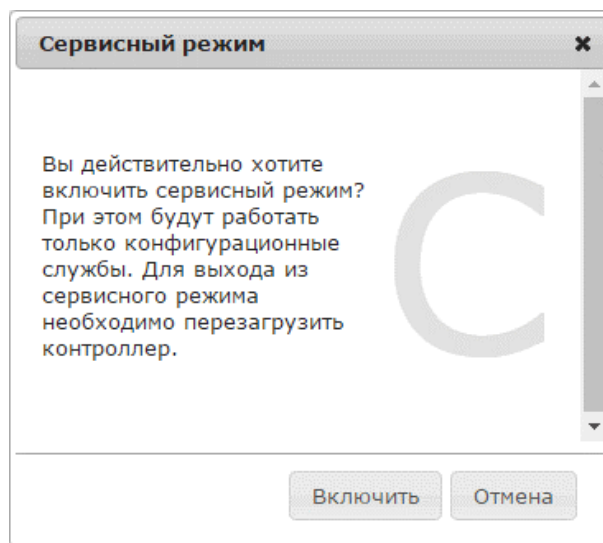 Сервисный режим
Вы действительно хотите
включить сервисный режим?
При этом будут работать
только конфигурационные
службы. Для выхода из
сервисного режима
необходимо перезагрузить
контроллер.
С
Включить
Отмена